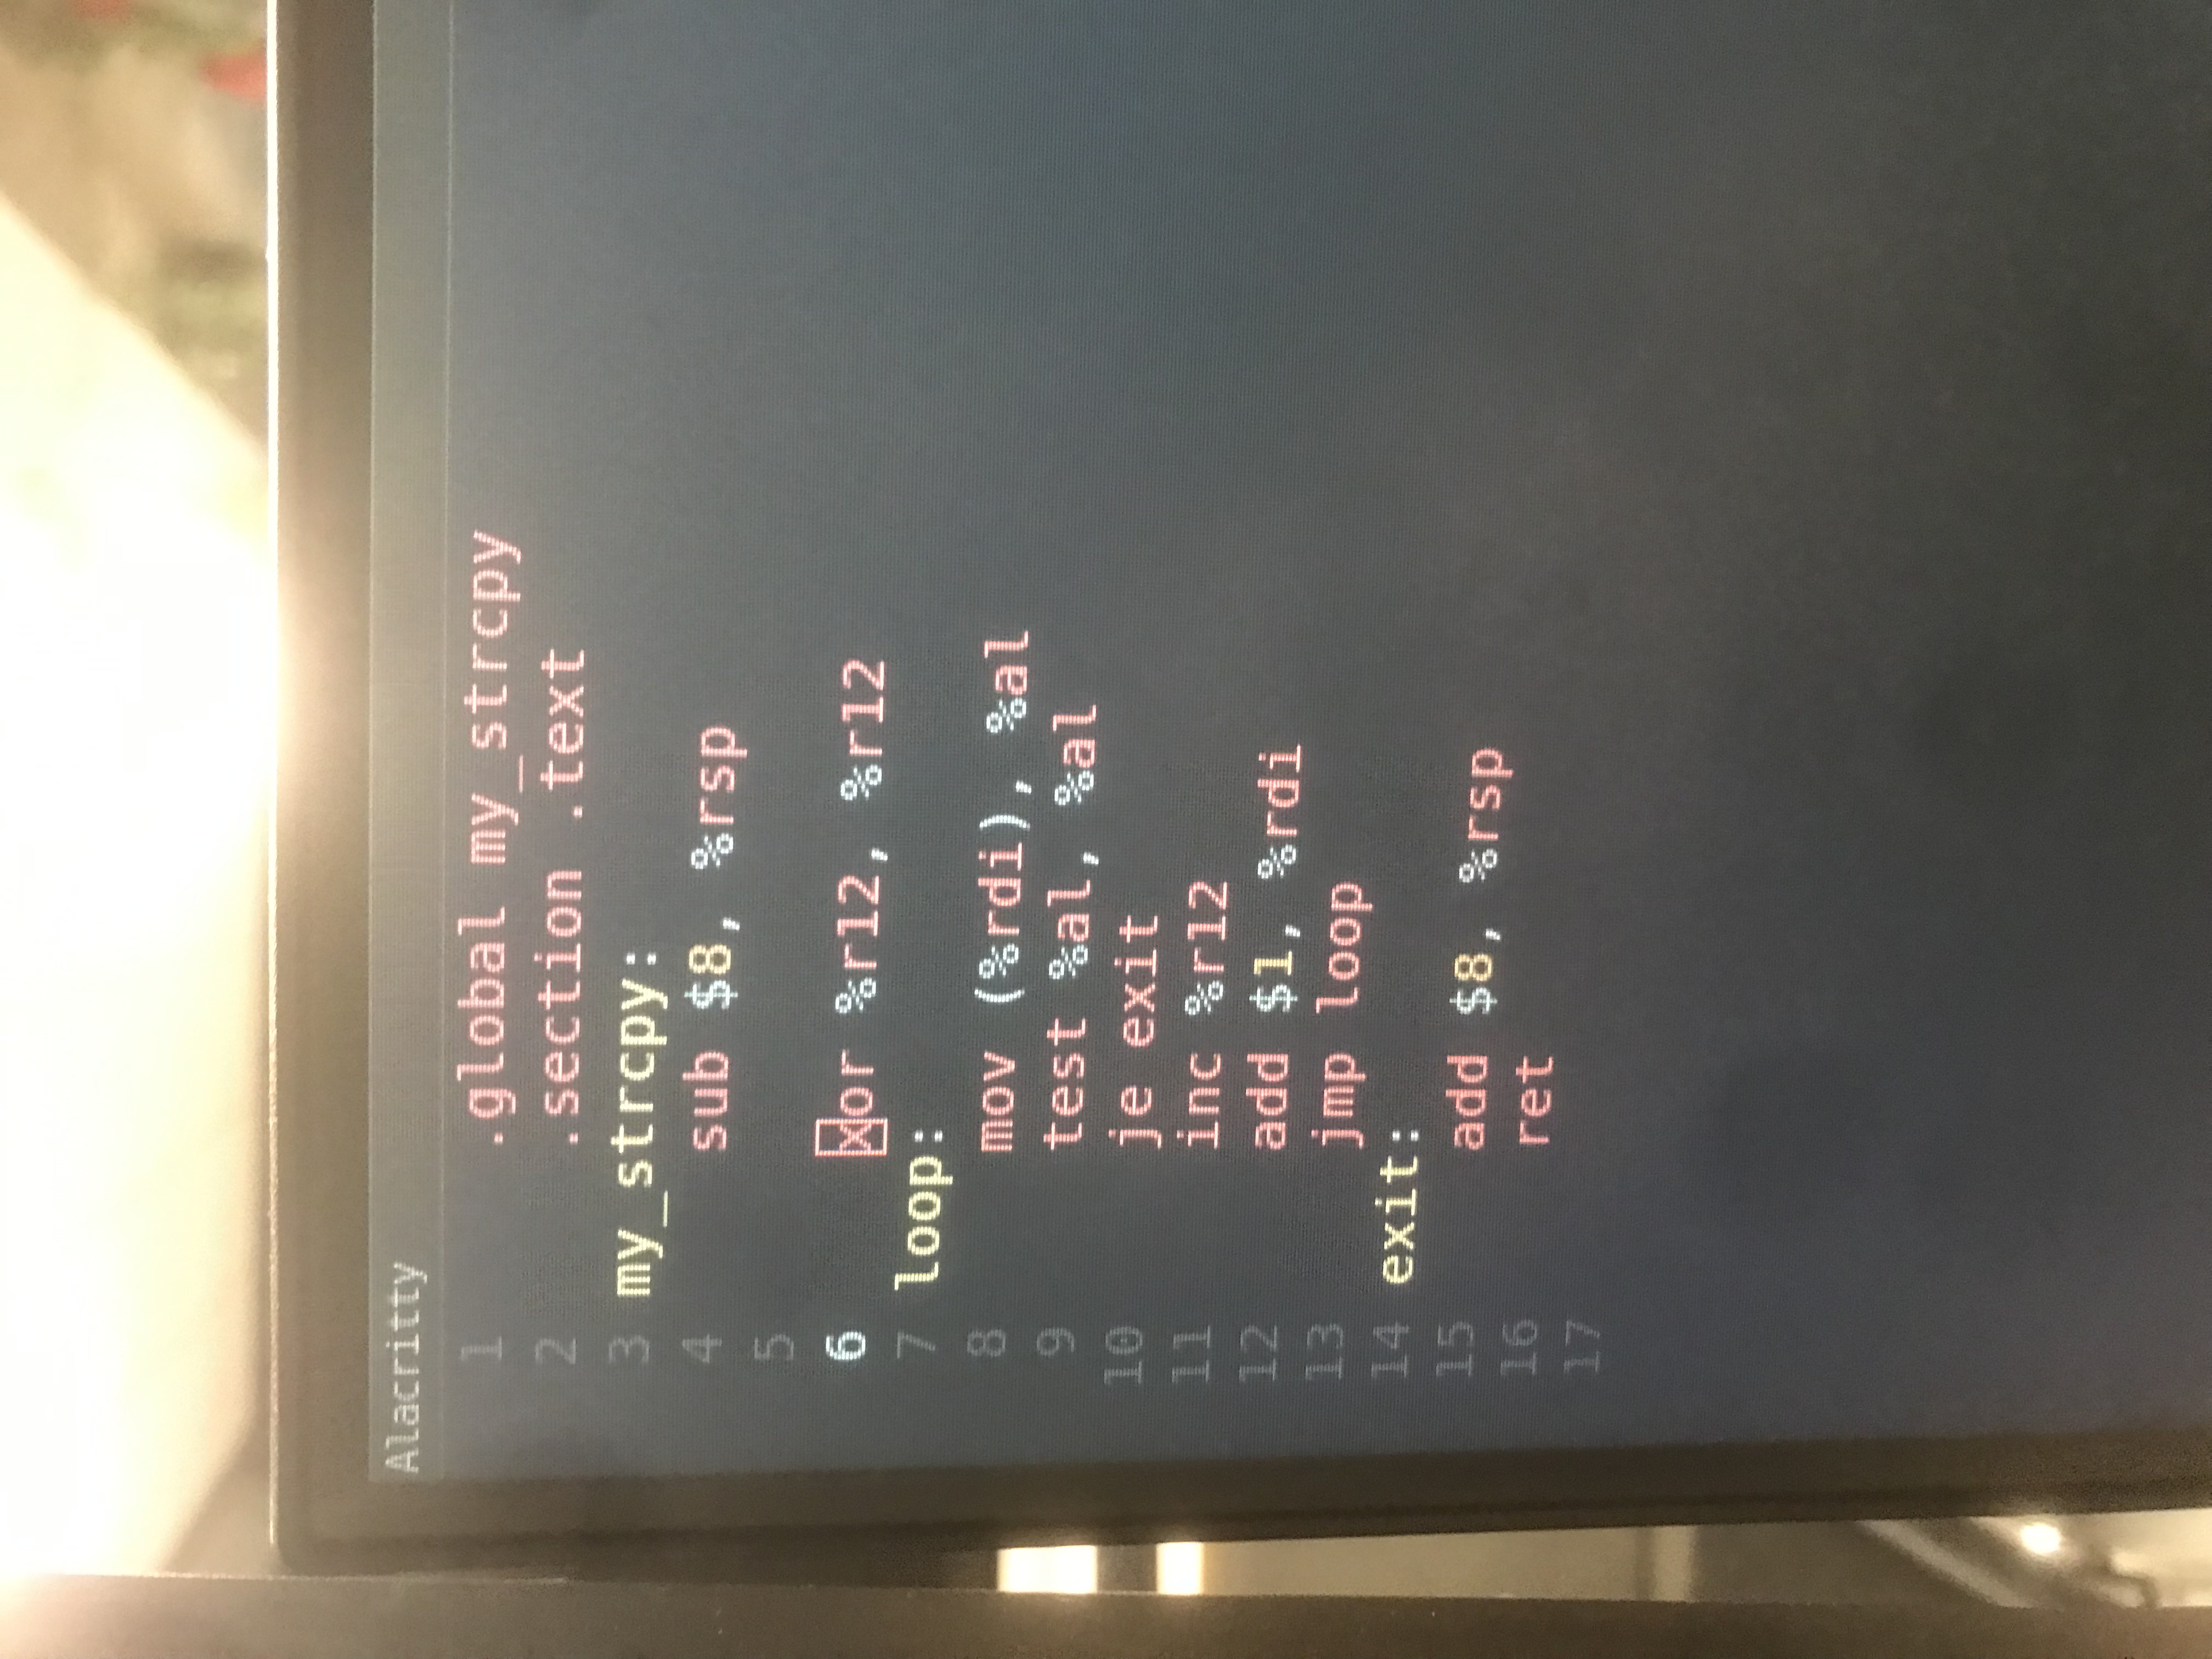 Alacritty
1 .global my_strcpy
2 .section .text
3 my_strcpy:
4 sub $8, %rsp
5
6 xor %r12, %r12
7 loop:
8 mov (%rdi), %al
9 test %al, %al
10 je exit
11 inc %r12
12 add $1, %rdi
13 jmp loop
14 exit:
15 add $8, %rsp
16 ret
17